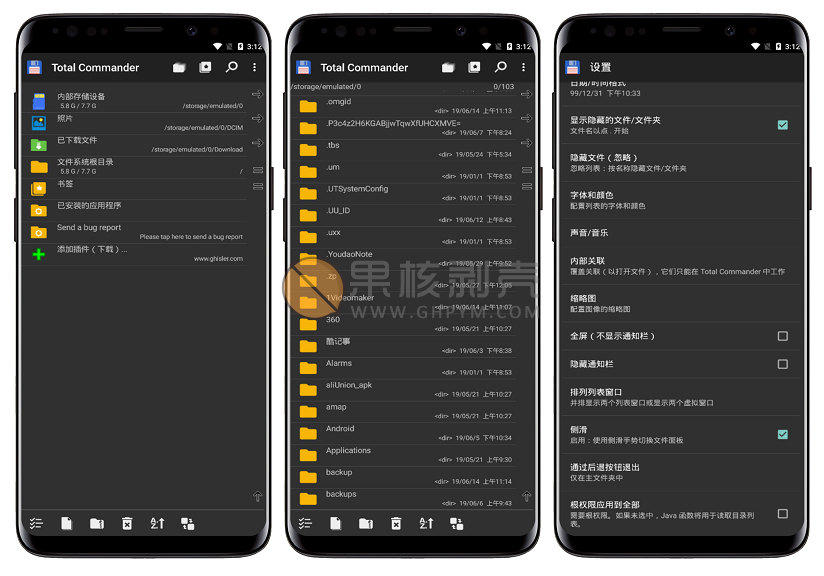 3:12
Total Commander
内部存储设备
5.8 G / 7.7 G
/storage/emulated/0
照片
/storage/emulated/0/DCIM
已下载文件
/storage/emulated/0/Download
文件系统根目录
5.8 G / 7.7 G
/
书签
已安装的应用程序
Send a bug report
Please tap here to send a bug report
添加插件（下载）...
www.ghisler.com
3:12
Total Commander
/storage/emulated/0
0/103
.omgid
<dir> 19/06/14 上午11:13
.P3c4z2H6KGABjjwTqwXfUHCXMVE=
<dir> 19/06/7 下午8:24
.tbs
<dir> 19/05/24 下午5:34
.um
<dir> 19/01/1 下午8:53
.UTSystemConfig
<dir> 19/01/1 下午8:53
.UU_ID
<dir> 19/06/12 上午8:43
.uxx
<dir> 19/01/1 下午8:53
.YoudaoNote
<dir> 19/05/29 上午9:52
.zp
<dir> 19/05/27 下午12:05
1Videomaker
<dir> 19/06/14 上午11:07
360
<dir> 19/05/21 上午10:27
酷记事
<dir> 19/06/3 下午8:38
Alarms
<dir> 19/01/1 下午8:53
aliUnion_apk
<dir> 19/05/21 上午10:27
amap
<dir> 19/05/21 上午10:27
Android
<dir> 19/06/5 下午10:34
Applications
<dir> 19/05/21 上午9:30
backup
<dir> 19/06/14 上午11:14
backups
<dir> 19/06/6 上午9:43
3:12
设置
日期/时间格式
99/12/31 下午10:33
显示隐藏的文件/文件夹
文件名以点 . 开始
隐藏文件（忽略）
忽略列表：按名称隐藏文件/文件夹
字体和颜色
配置列表的字体和颜色
声音/音乐
内部关联
覆盖关联（以打开文件），它们只能在 Total Commander 中工作
缩略图
配置图像的缩略图
全屏（不显示通知栏）
隐藏通知栏
排列列表窗口
并排显示两个列表窗口或显示两个虚拟窗口
侧滑
启用：使用侧滑手势切换文件面板
通过后退按钮退出
仅在主文件夹中
根权限应用到全部
需要根权限。如果未选中，Java 函数将用于读取目录列
表。
果核剥壳
WWW.GHPYM.COM